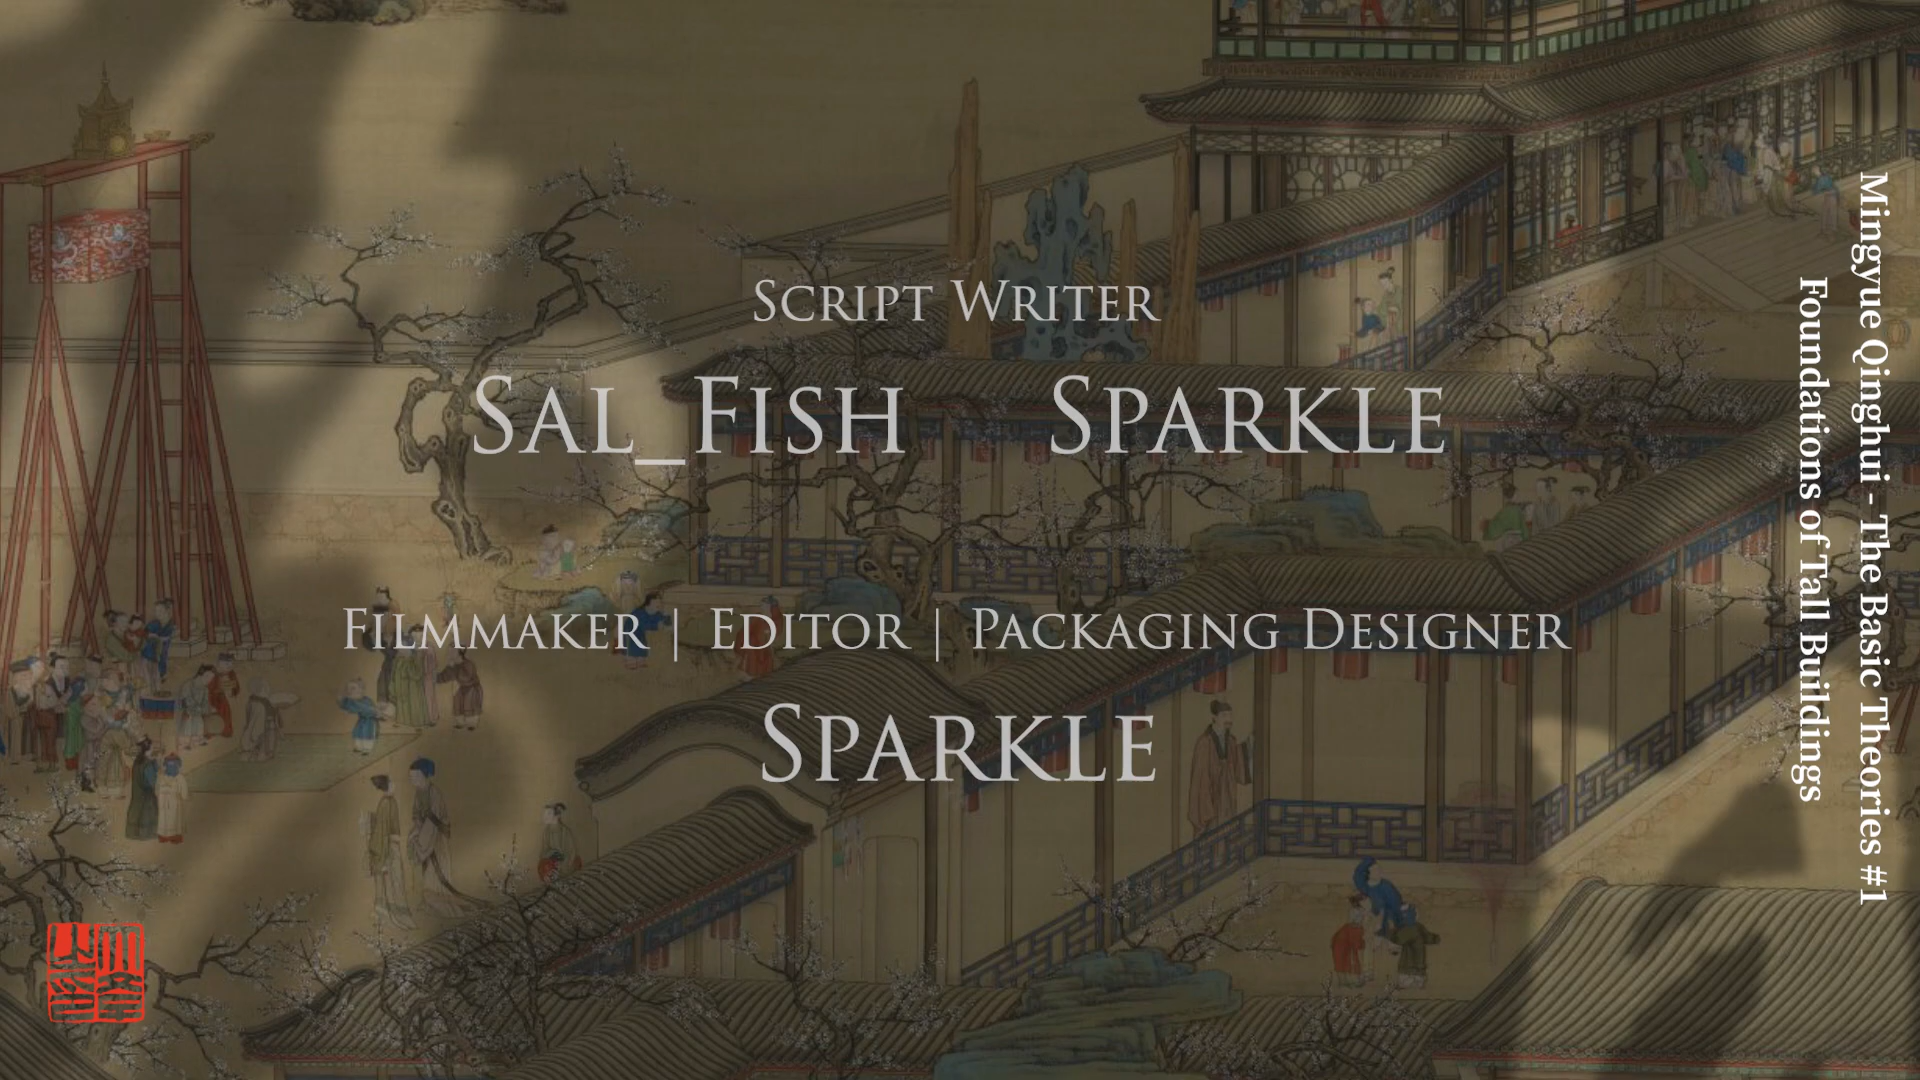 Script Writer
Sal_Fish Sparkle
Filmmaker | Editor | Packaging Designer
Sparkle
Mingyue Qinghui - The Basic Theories #1
Foundations of Tall Buildings